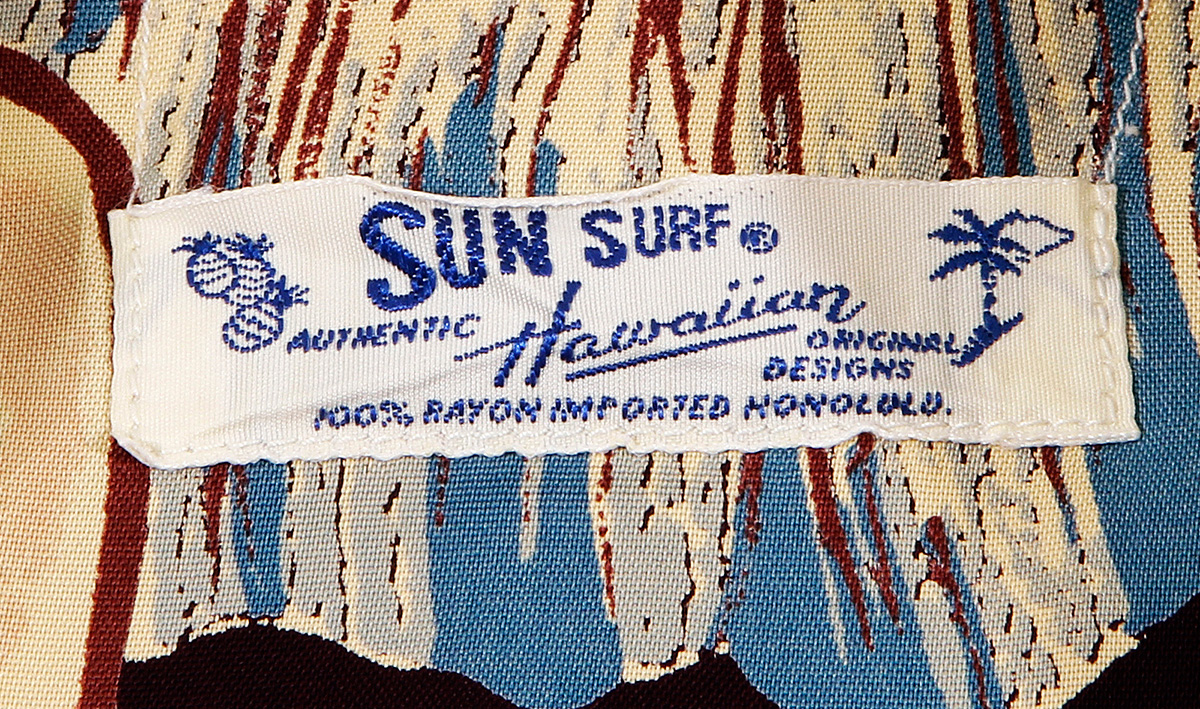 SUN SURF®
AUTHENTIC Hawaiian ORIGINAL
DESIGNS
100% RAYON IMPORTED HONOLULU.